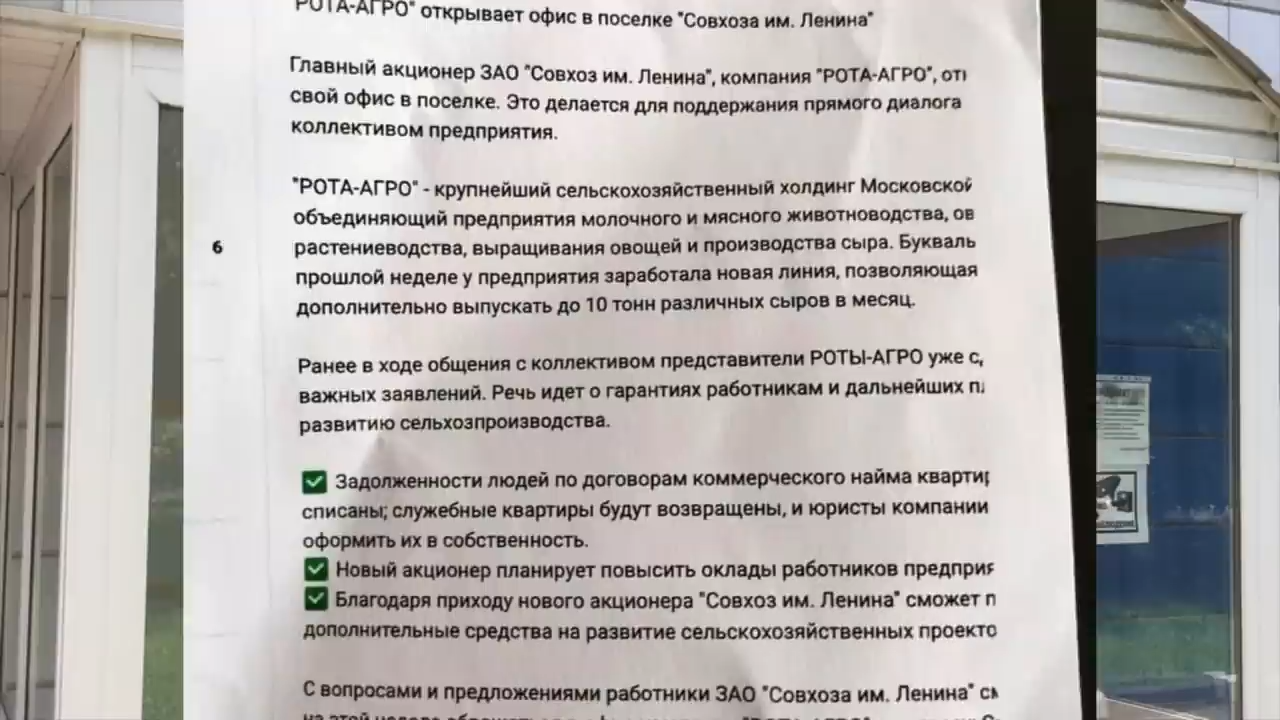 РОТА-АГРО" открывает офис в поселке "Совхоза им. Ленина"
Главный акционер ЗАО "Совхоз им. Ленина", компания "РОТА-АГРО",
свой офис в поселке. Это делается для поддержания прямого диалога
коллективом предприятия.
"РОТА-АГРО" - крупнейший сельскохозяйственный холдинг Московской
объединяющий предприятия молочного и мясного животноводства, ов
6
растениеводства, выращивания овощей и производства сыра. Букваль
прошлой неделе у предприятия заработала новая линия, позволяющая
дополнительно выпускать до 10 тонн различных сыров в месяц.
Ранее в ходе общения с коллективом представители РОТЫ-АГРО уже
важных заявлений. Речь идет о гарантиях работникам и дальнейших
развитию сельхозпроизводства.
Задолженности людей по договорам коммерческого найма квартир
списаны; служебные квартиры будут возвращены, и юристы компании
оформить их в собственность.
Новый акционер планирует повысить оклады работников предприя
Благодаря приходу нового акционера "Совхоз им. Ленина" сможет п
дополнительные средства на развитие сельскохозяйственных проекто
С вопросами и предложениями работники ЗАО "Совхоза им. Ленина"